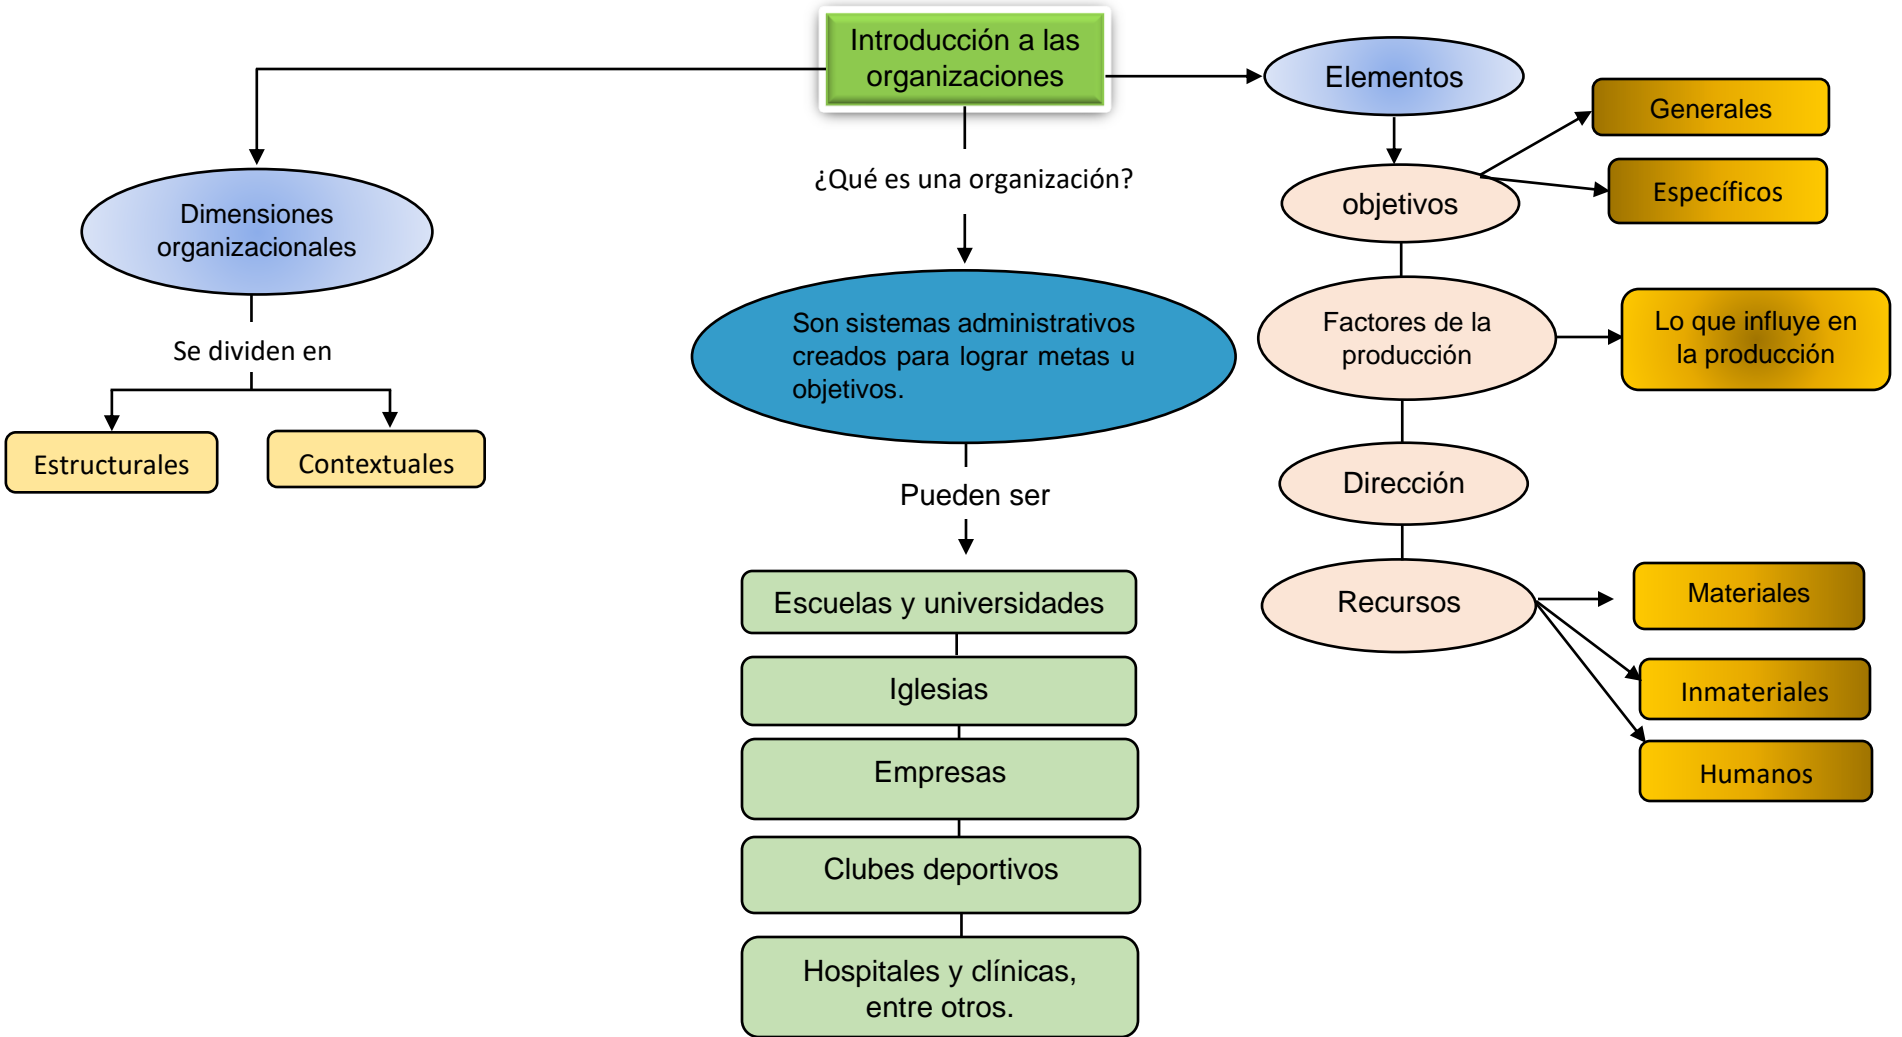 Introducción a las
organizaciones
Dimensiones
organizacionales
Se dividen en
Estructurales
Contextuales
¿Qué es una organización?
Son sistemas administrativos
creados para lograr metas u
objetivos.
Pueden ser
Escuelas y universidades
Iglesias
Empresas
Clubes deportivos
Hospitales y clínicas,
entre otros.
Elementos
objetivos
Generales
Específicos
Factores de la
producción
Lo que influye en
la producción
Dirección
Recursos
Materiales
Inmateriales
Humanos